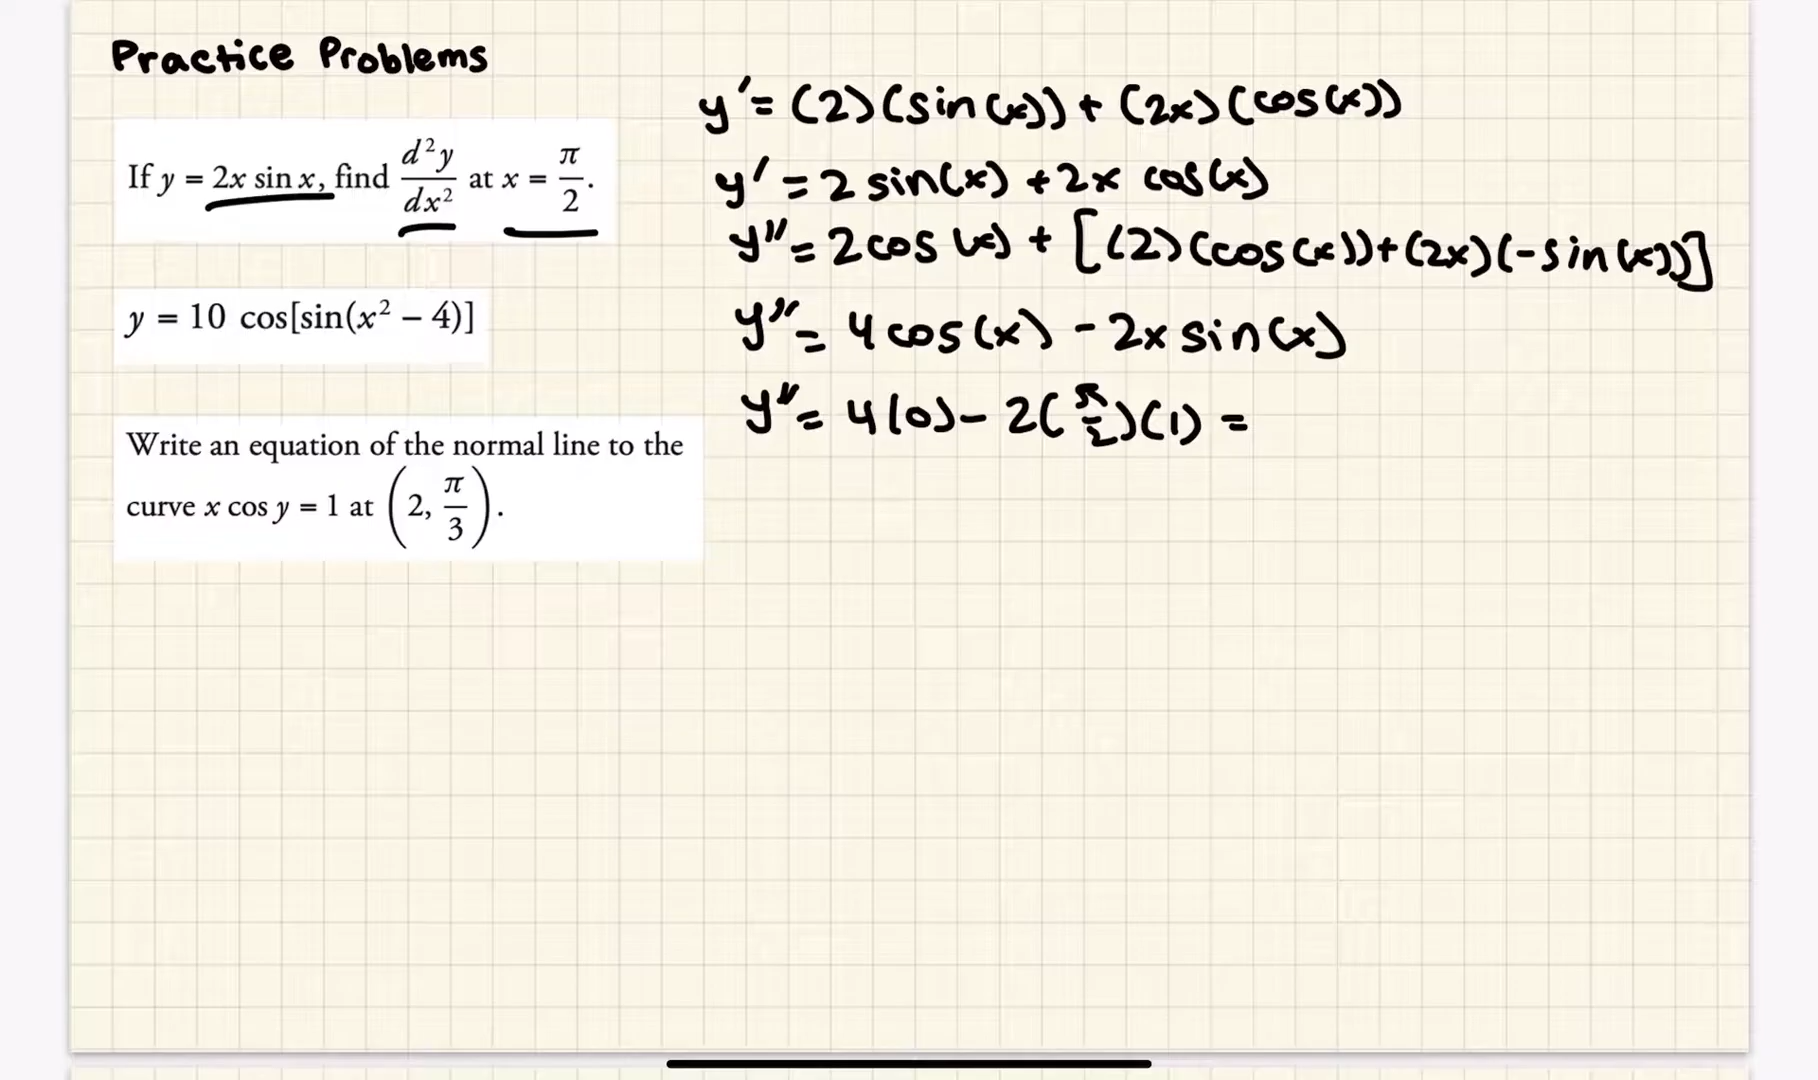 Practice Problems
If y = 2x sin x, find d²y/dx² at x = π/2.
y = 10 cos[sin(x² − 4)]
Write an equation of the normal line to the
curve x cos y = 1 at (2, π/3).
y′ = (2)(sin(x)) + (2x)(cos(x))
y′ = 2 sin(x) + 2x cos(x)
y″ = 2cos(x) + [(2)(cos(x)) + (2x)(-sin(x))]
y″ = 4cos(x) - 2x sin(x)
y″ = 4(0) - 2(π/2)(1) =